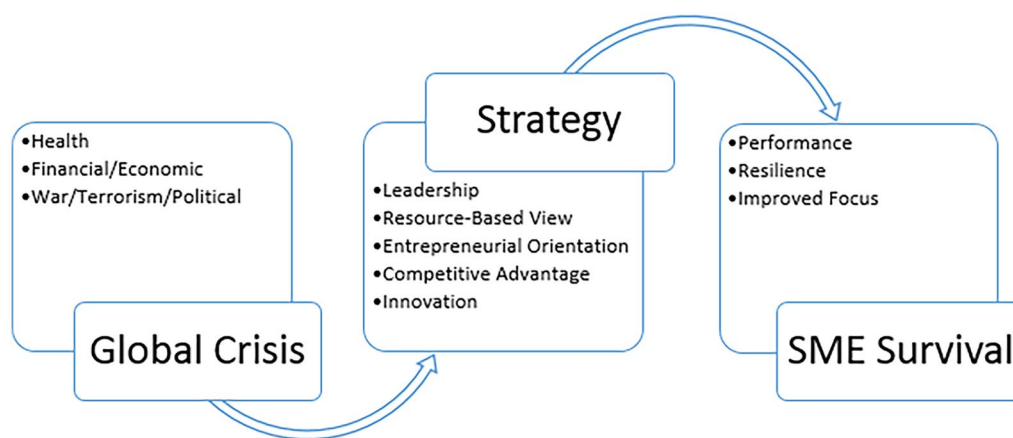 •Health
•Financial/Economic
•War/Terrorism/Political
Global Crisis
Strategy
•Leadership
•Resource-Based View
•Entrepreneurial Orientation
•Competitive Advantage
•Innovation
•Performance
•Resilience
•Improved Focus
SME Survival